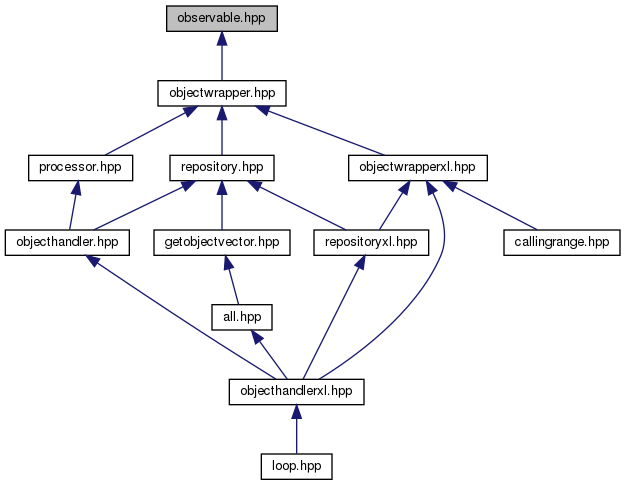 observable.hpp
objectwrapper.hpp
processor.hpp
repository.hpp
objectwrapperxl.hpp
objecthandler.hpp
getobjectvector.hpp
repositoryxl.hpp
callingrange.hpp
all.hpp
objecthandlerxl.hpp
loop.hpp